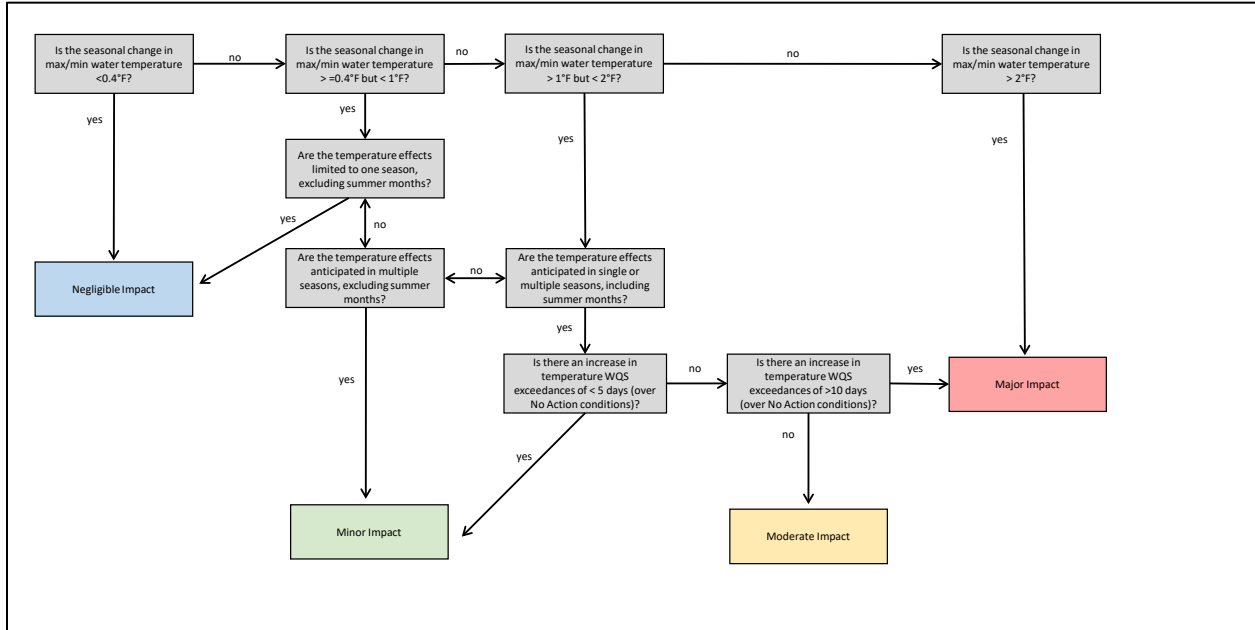 Is the seasonal change in
max/min water temperature
<0.4°F?
no
Is the seasonal change in
max/min water temperature
> =0.4°F but < 1°F?
no
Is the seasonal change in
max/min water temperature
> 1°F but < 2°F?
no
Is the seasonal change in
max/min water temperature
> 2°F?
yes
yes
yes
yes
Are the temperature effects
limited to one season,
excluding summer months?
yes
no
Are the temperature effects
anticipated in multiple
seasons, excluding summer
months?
no
Are the temperature effects
anticipated in single or
multiple seasons, including
summer months?
Negligible Impact
yes
yes
Is there an increase in
temperature WQS
exceedances of < 5 days (over
No Action conditions)?
no
Is there an increase in
temperature WQS
exceedances of >10 days
(over No Action conditions)?
yes
Major Impact
yes
no
Minor Impact
Moderate Impact